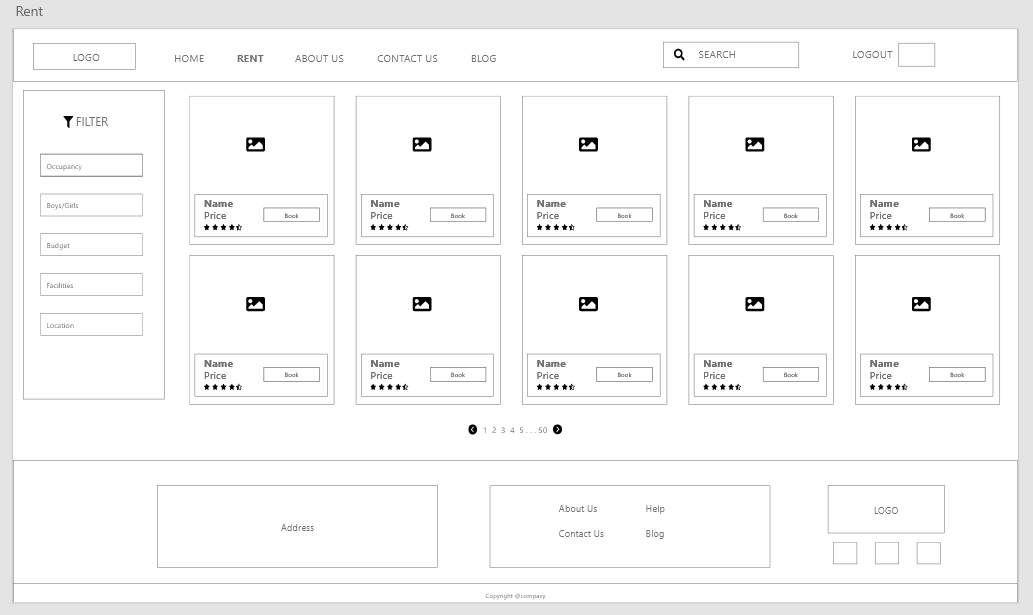 Rent
LOGO
HOME
RENT
ABOUT US
CONTACT US
BLOG
SEARCH
LOGOUT
FILTER
Occupancy
Boys/Girls
Budget
Facilities
Location
Name
Price
Book
Name
Price
Book
Name
Price
Book
Name
Price
Book
Name
Price
Book
Name
Price
Book
Name
Price
Book
Name
Price
Book
Name
Price
Book
Name
Price
Book
1 2 3 4 5 . . . 50
Address
About Us
Help
Contact Us
Blog
LOGO
Copyright @compavy